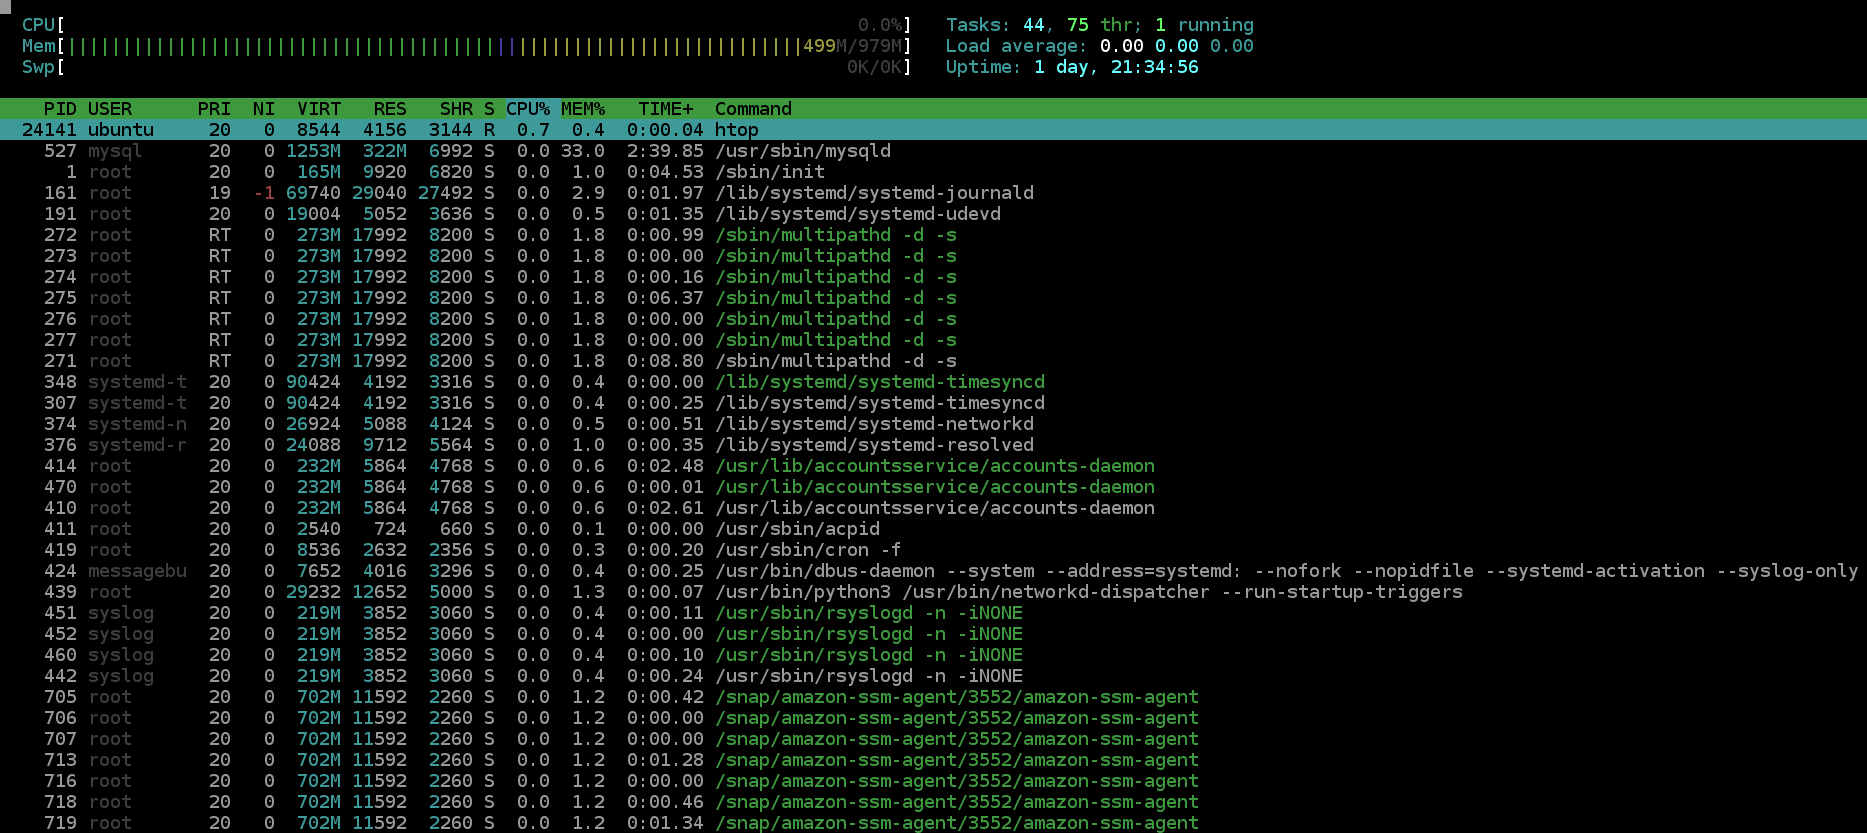 CPU[ 0.0%] Tasks: 44, 75 thr; 1 running
Mem[|||||||||||||||||||||||||||||||||||||||||||||||||||||||||||||||||||499M/979M] Load average: 0.00 0.00 0.00
Swp[ 0K/0K] Uptime: 1 day, 21:34:56
PID USER PRI NI VIRT RES SHR S CPU% MEM% TIME+ Command
24141 ubuntu 20 0 8544 4156 3144 R 0.7 0.4 0:00.04 htop
527 mysql 20 0 1253M 322M 6992 S 0.0 33.0 2:39.85 /usr/sbin/mysqld
1 root 20 0 165M 9920 6820 S 0.0 1.0 0:04.53 /sbin/init
161 root 19 -1 69740 29040 27492 S 0.0 2.9 0:01.97 /lib/systemd/systemd-journald
191 root 20 0 19004 5052 3636 S 0.0 0.5 0:01.35 /lib/systemd/systemd-udevd
272 root RT 0 273M 17992 8200 S 0.0 1.8 0:00.99 /sbin/multipathd -d -s
273 root RT 0 273M 17992 8200 S 0.0 1.8 0:00.00 /sbin/multipathd -d -s
274 root RT 0 273M 17992 8200 S 0.0 1.8 0:00.16 /sbin/multipathd -d -s
275 root RT 0 273M 17992 8200 S 0.0 1.8 0:06.37 /sbin/multipathd -d -s
276 root RT 0 273M 17992 8200 S 0.0 1.8 0:00.00 /sbin/multipathd -d -s
277 root RT 0 273M 17992 8200 S 0.0 1.8 0:00.00 /sbin/multipathd -d -s
271 root RT 0 273M 17992 8200 S 0.0 1.8 0:08.80 /sbin/multipathd -d -s
348 systemd-t 20 0 90424 4192 3316 S 0.0 0.4 0:00.00 /lib/systemd/systemd-timesyncd
307 systemd-t 20 0 90424 4192 3316 S 0.0 0.4 0:00.25 /lib/systemd/systemd-timesyncd
374 systemd-n 20 0 26924 5088 4124 S 0.0 0.5 0:00.51 /lib/systemd/systemd-networkd
376 systemd-r 20 0 24088 9712 5564 S 0.0 1.0 0:00.35 /lib/systemd/systemd-resolved
414 root 20 0 232M 5864 4768 S 0.0 0.6 0:02.48 /usr/lib/accountsservice/accounts-daemon
470 root 20 0 232M 5864 4768 S 0.0 0.6 0:00.01 /usr/lib/accountsservice/accounts-daemon
410 root 20 0 232M 5864 4768 S 0.0 0.6 0:02.61 /usr/lib/accountsservice/accounts-daemon
411 root 20 0 2540 724 660 S 0.0 0.1 0:00.00 /usr/sbin/acpid
419 root 20 0 8536 2632 2356 S 0.0 0.3 0:00.20 /usr/sbin/cron -f
424 messagebu 20 0 7652 4016 3296 S 0.0 0.4 0:00.25 /usr/bin/dbus-daemon --system --address=systemd: --nofork --nopidfile --systemd-activation --syslog-only
439 root 20 0 29232 12652 5000 S 0.0 1.3 0:00.07 /usr/bin/python3 /usr/bin/networkd-dispatcher --run-startup-triggers
451 syslog 20 0 219M 3852 3060 S 0.0 0.4 0:00.11 /usr/sbin/rsyslogd -n -iNONE
452 syslog 20 0 219M 3852 3060 S 0.0 0.4 0:00.00 /usr/sbin/rsyslogd -n -iNONE
460 syslog 20 0 219M 3852 3060 S 0.0 0.4 0:00.10 /usr/sbin/rsyslogd -n -iNONE
442 syslog 20 0 219M 3852 3060 S 0.0 0.4 0:00.24 /usr/sbin/rsyslogd -n -iNONE
705 root 20 0 702M 11592 2260 S 0.0 1.2 0:00.42 /snap/amazon-ssm-agent/3552/amazon-ssm-agent
706 root 20 0 702M 11592 2260 S 0.0 1.2 0:00.00 /snap/amazon-ssm-agent/3552/amazon-ssm-agent
707 root 20 0 702M 11592 2260 S 0.0 1.2 0:00.00 /snap/amazon-ssm-agent/3552/amazon-ssm-agent
713 root 20 0 702M 11592 2260 S 0.0 1.2 0:01.28 /snap/amazon-ssm-agent/3552/amazon-ssm-agent
716 root 20 0 702M 11592 2260 S 0.0 1.2 0:00.00 /snap/amazon-ssm-agent/3552/amazon-ssm-agent
718 root 20 0 702M 11592 2260 S 0.0 1.2 0:00.46 /snap/amazon-ssm-agent/3552/amazon-ssm-agent
719 root 20 0 702M 11592 2260 S 0.0 1.2 0:01.34 /snap/amazon-ssm-agent/3552/amazon-ssm-agent